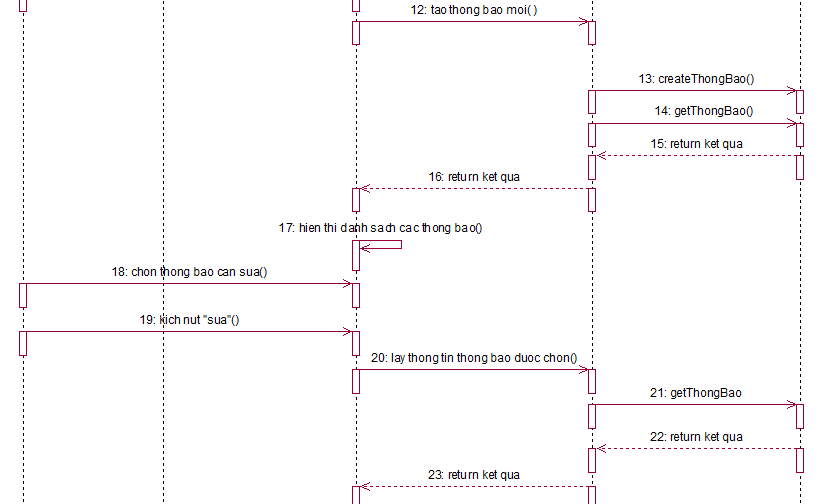 12: tao thong bao moi()
13: createThongBao()
14: getThongBao()
15: return ket qua
16: return ket qua
17: hien thi danh sach cac thong bao()
18: chon thong bao can sua()
19: kich nut "sua"()
20: lay thong tin thong bao duoc chon()
21: getThongBao
22: return ket qua
23: return ket qua